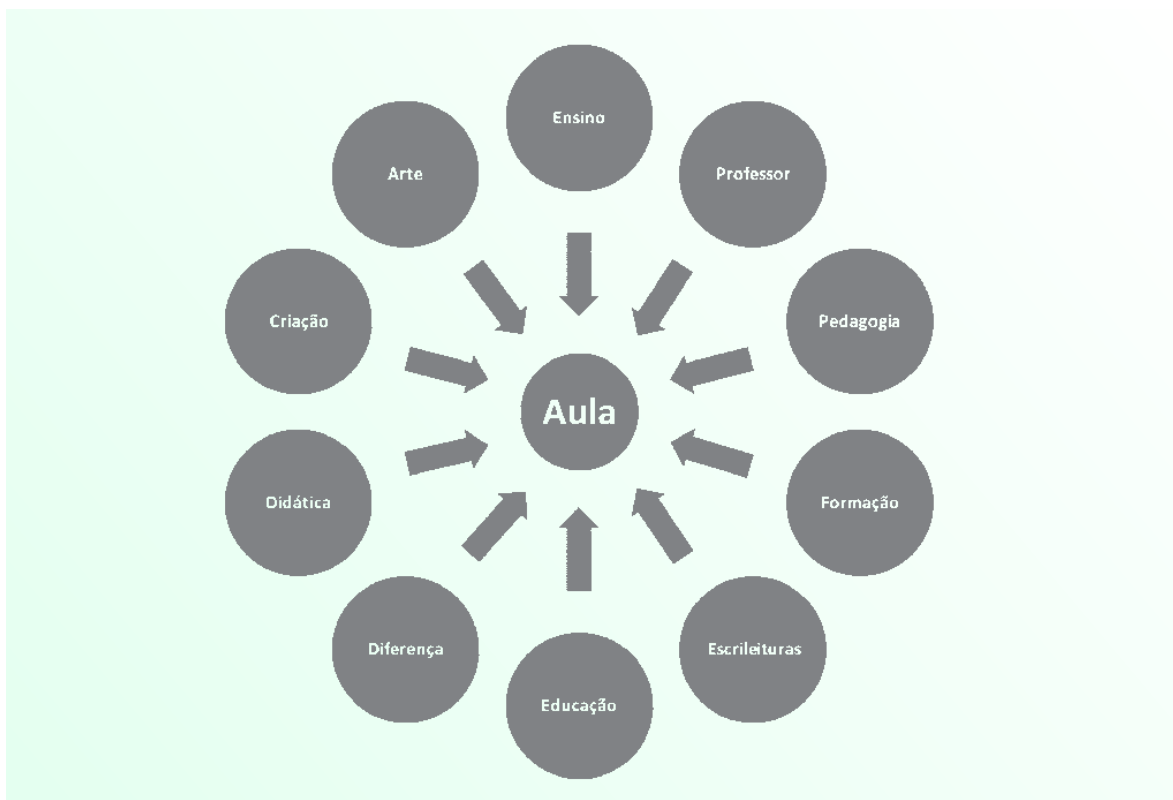 Ensino
Professor
Pedagogia
Formação
Escrileituras
Educação
Diferença
Didática
Criação
Arte
Aula